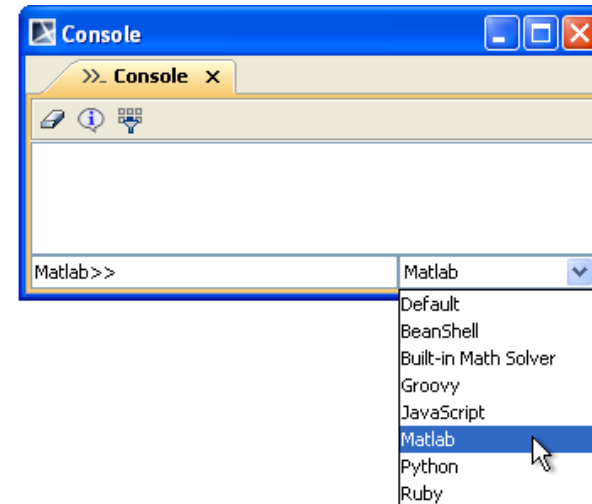 Console
Console
Matlab>>
Matlab
Default
BeanShell
Built-in Math Solver
Groovy
JavaScript
Matlab
Python
Ruby